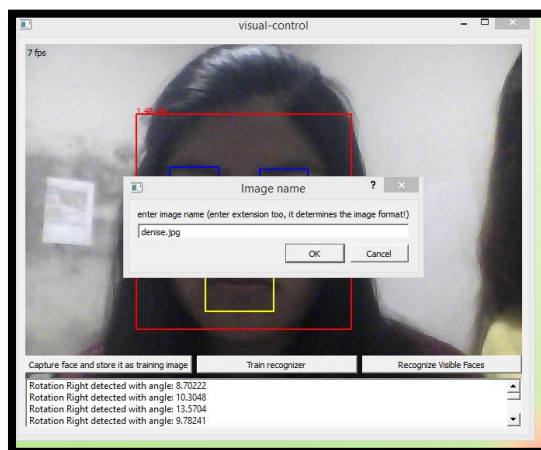 visual-control
7 fps
Image name
enter image name (enter extension too, it determines the image format!)
denise.jpg
OK
Cancel
Capture face and store it as training image
Train recognizer
Recognize Visible Faces
Rotation Right detected with angle: 8.70222
Rotation Right detected with angle: 10.3048
Rotation Right detected with angle: 13.5704
Rotation Right detected with angle: 9.78241